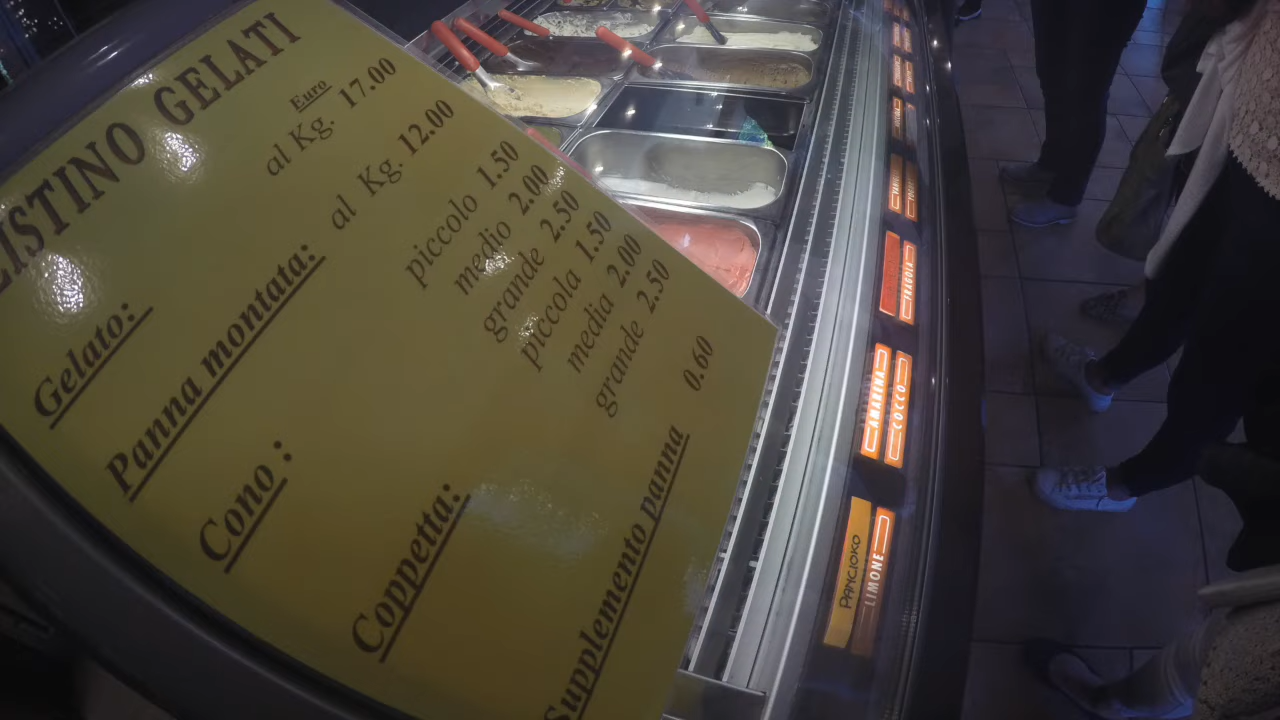 LISTINO GELATI
Euro
Gelato: al Kg. 17.00
Panna montata: al Kg. 12.00
Cono : piccolo 1.50
medio 2.00
grande 2.50
Coppetta: piccola 1.50
media 2.00
grande 2.50
Supplemento panna 0.60
FRAGOLA
AMARENA
COCCO
PANCIOKO
LIMONE